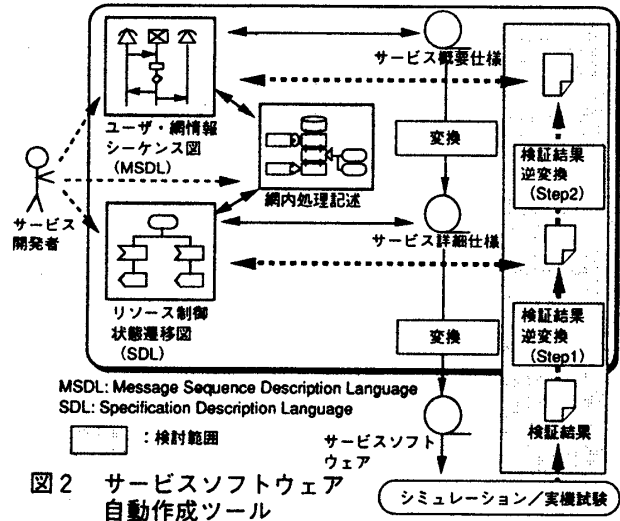 ユーザ・網情報
シーケンス図
(MSDL)
サービス概要仕様
変換
網内処理記述
サービス
開発者
サービス詳細仕様
リソース制御
状態遷移図
(SDL)
変換
検証結果
逆変換
(Step2)
検証結果
逆変換
(Step1)
検証結果
MSDL: Message Sequence Description Language
SDL: Specification Description Language
：検討範囲
サービスソフト
ウェア
シミュレーション／実機試験
図2 サービスソフトウェア
自動作成ツール